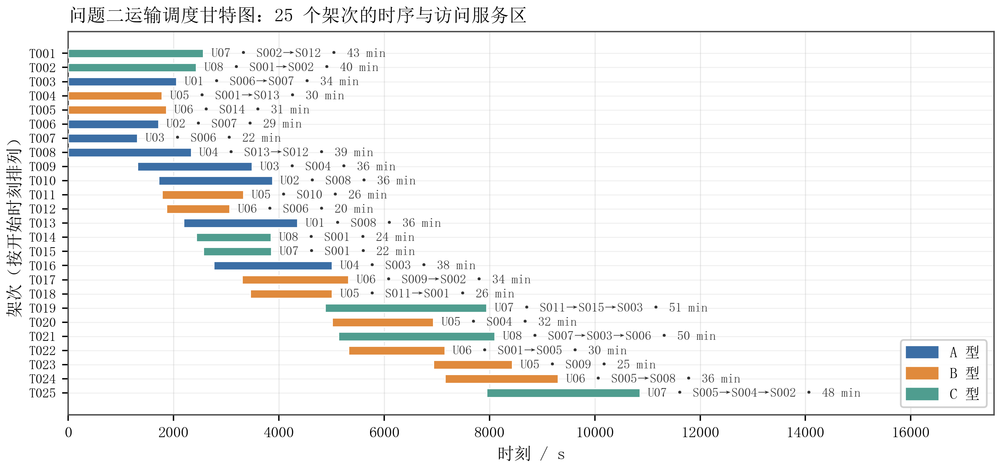 问题二运输调度甘特图：25 个架次的时序与访问服务区
架次（按开始时刻排列）
T001 U07 • S002→S012 • 43 min
T002 U08 • S001→S002 • 40 min
T003 U01 • S006→S007 • 34 min
T004 U05 • S001→S013 • 30 min
T005 U06 • S014 • 31 min
T006 U02 • S007 • 29 min
T007 U03 • S006 • 22 min
T008 U04 • S013→S012 • 39 min
T009 U03 • S004 • 36 min
T010 U02 • S008 • 36 min
T011 U05 • S010 • 26 min
T012 U06 • S006 • 20 min
T013 U01 • S008 • 36 min
T014 U08 • S001 • 24 min
T015 U07 • S001 • 22 min
T016 U04 • S003 • 38 min
T017 U06 • S009→S002 • 34 min
T018 U05 • S011→S001 • 26 min
T019 U07 • S011→S015→S003 • 51 min
T020 U05 • S004 • 32 min
T021 U08 • S007→S003→S006 • 50 min
T022 U06 • S001→S005 • 30 min
T023 U05 • S009 • 25 min
T024 U06 • S005→S008 • 36 min
T025 U07 • S005→S004→S002 • 48 min
A 型
B 型
C 型
0 2000 4000 6000 8000 10000 12000 14000 16000
时刻 / s